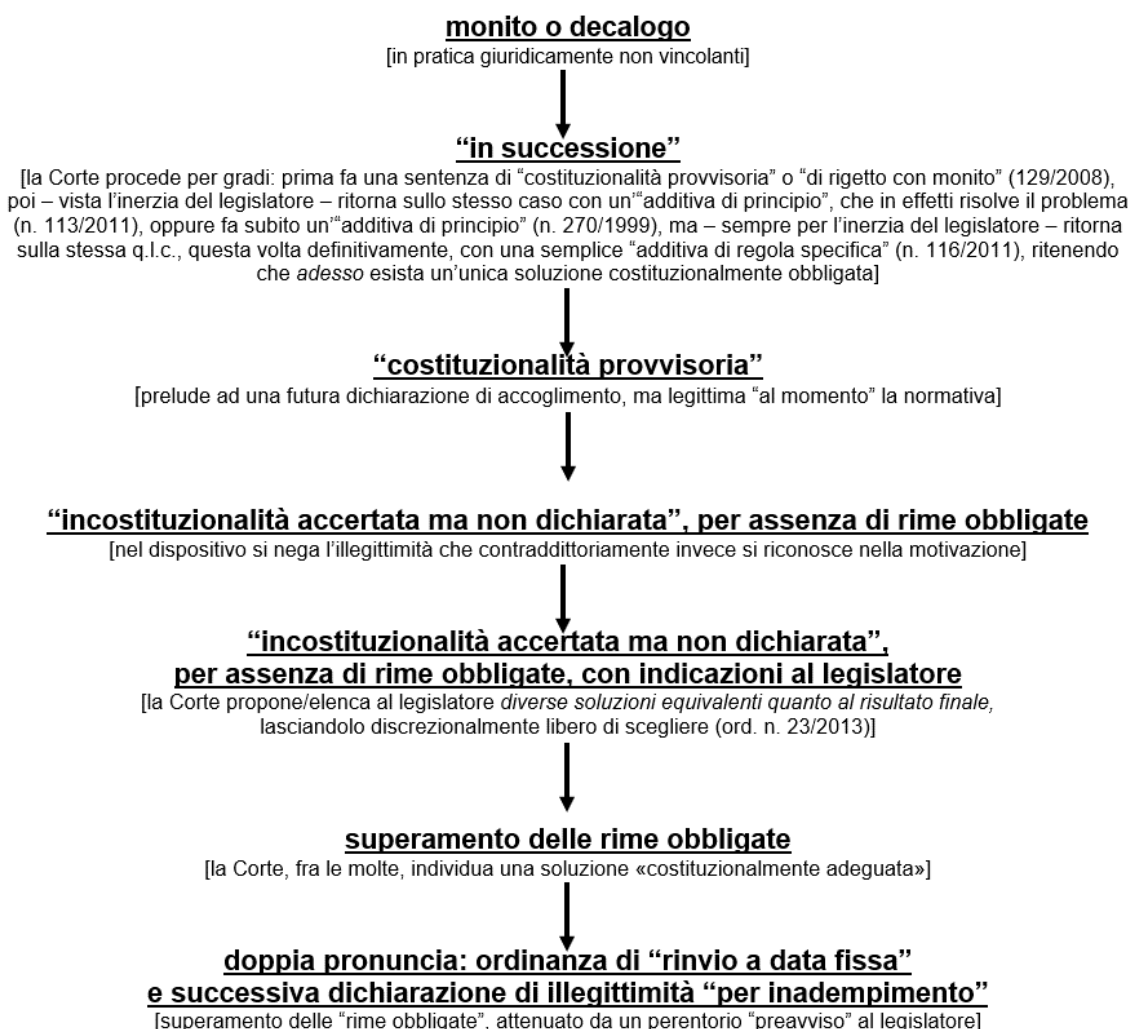 monito o decalogo
[in pratica giuridicamente non vincolanti]
“in successione”
[la Corte procede per gradi: prima fa una sentenza di “costituzionalità provvisoria” o “di rigetto con monito” (129/2008),
poi – vista l’inerzia del legislatore – ritorna sullo stesso caso con un’“additiva di principio”, che in effetti risolve il problema
(n. 113/2011), oppure fa subito un’“additiva di principio” (n. 270/1999), ma – sempre per l’inerzia del legislatore – ritorna
sulla stessa q.l.c., questa volta definitivamente, con una semplice “additiva di regola specifica” (n. 116/2011), ritenendo
che adesso esista un’unica soluzione costituzionalmente obbligata]
“costituzionalità provvisoria”
[prelude ad una futura dichiarazione di accoglimento, ma legittima “al momento” la normativa]
“incostituzionalità accertata ma non dichiarata”, per assenza di rime obbligate
[nel dispositivo si nega l’illegittimità che contraddittoriamente invece si riconosce nella motivazione]
“incostituzionalità accertata ma non dichiarata”,
per assenza di rime obbligate, con indicazioni al legislatore
[la Corte propone/elenca al legislatore diverse soluzioni equivalenti quanto al risultato finale,
lasciandolo discrezionalmente libero di scegliere (ord. n. 23/2013)]
superamento delle rime obbligate
[la Corte, fra le molte, individua una soluzione «costituzionalmente adeguata»]
doppia pronuncia: ordinanza di “rinvio a data fissa”
e successiva dichiarazione di illegittimità “per inadempimento”
[superamento delle “rime obbligate”, attenuato da un perentorio “preavviso” al legislatore]